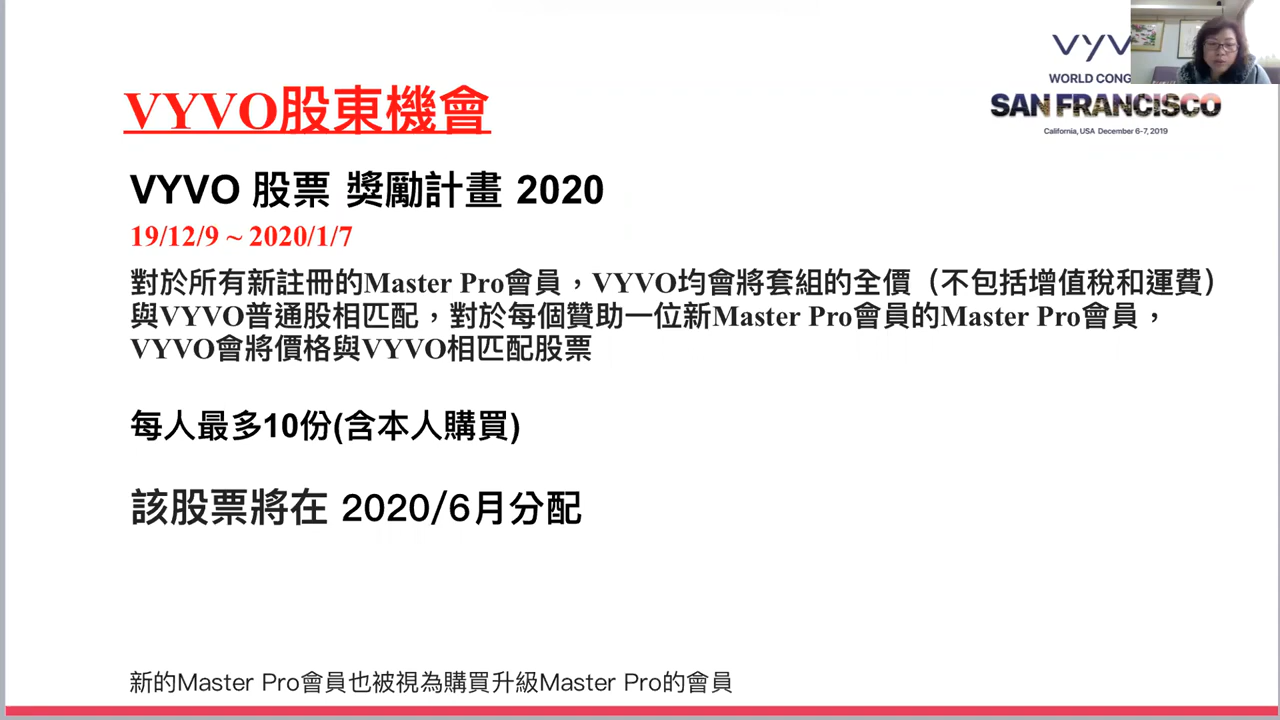 VYVO股東機會
VYV
WORLD CONG
SAN FRANCISCO
California, USA December 6-7, 2019
VYVO 股票 獎勵計畫 2020
19/12/9 ~ 2020/1/7
對於所有新註冊的Master Pro會員，VYVO均會將套組的全價（不包括增值稅和運費）
與VYVO普通股相匹配，對於每個贊助一位新Master Pro會員的Master Pro會員，
VYVO會將價格與VYVO相匹配股票
每人最多10份(含本人購買)
該股票將在 2020/6月分配
新的Master Pro會員也被視為購買升級Master Pro的會員